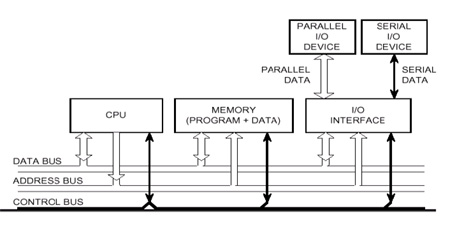 PARALLEL
I/O
DEVICE
SERIAL
I/O
DEVICE
PARALLEL
DATA
SERIAL
DATA
CPU
MEMORY
(PROGRAM + DATA)
I/O
INTERFACE
DATA BUS
ADDRESS BUS
CONTROL BUS